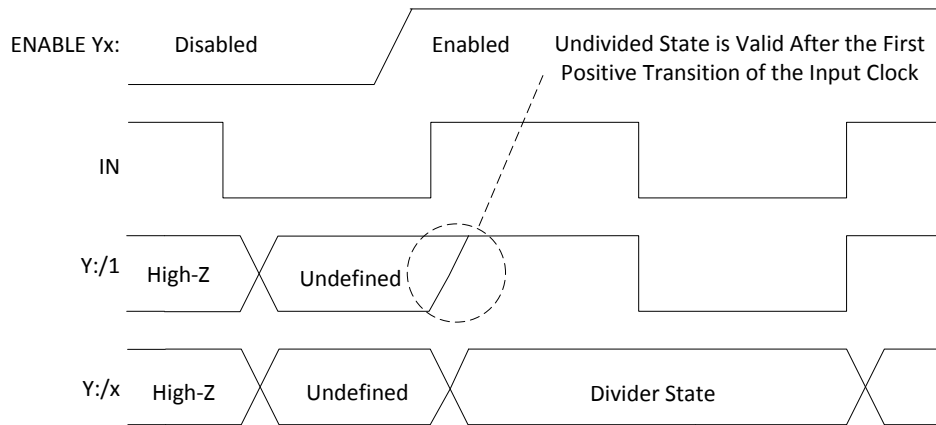 ENABLE Yx:
Disabled
Enabled
Undivided State is Valid After the First
Positive Transition of the Input Clock
IN
Y:/1
High-Z
Undefined
Y:/x
High-Z
Undefined
Divider State